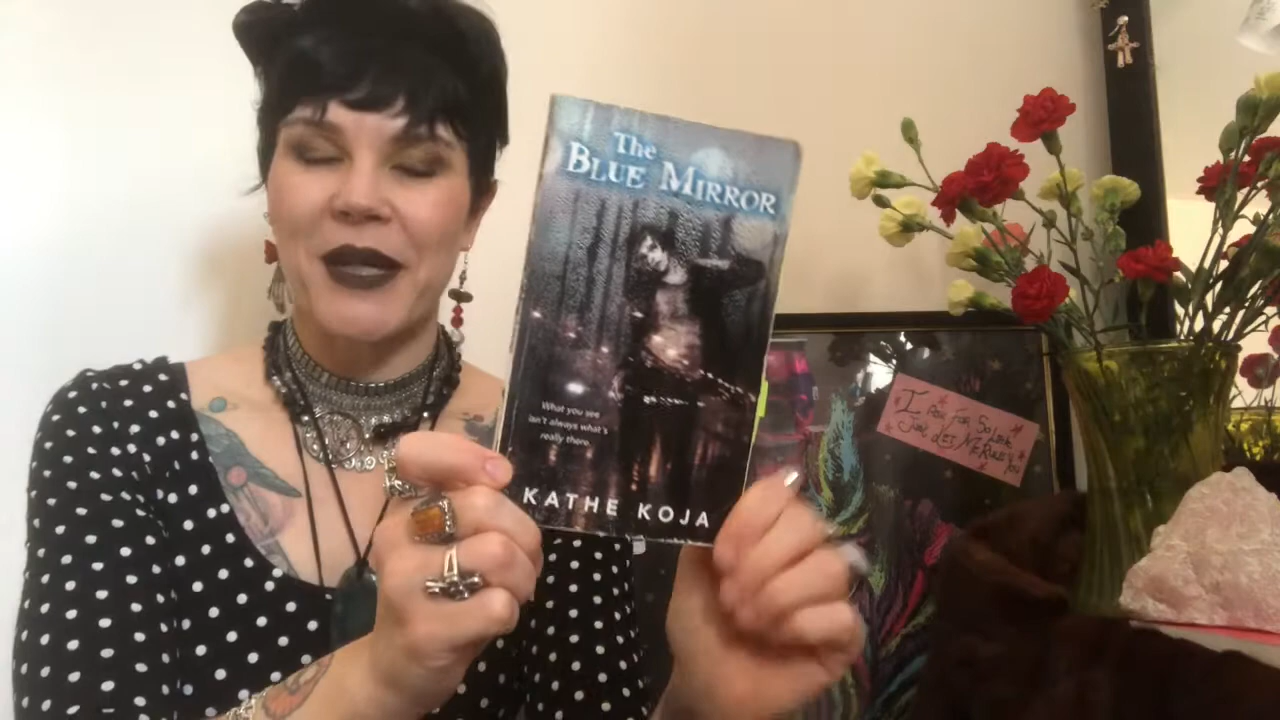 The
BLUE MIRROR
What you see
isn't always what's
really there.
KATHE KOJA
I